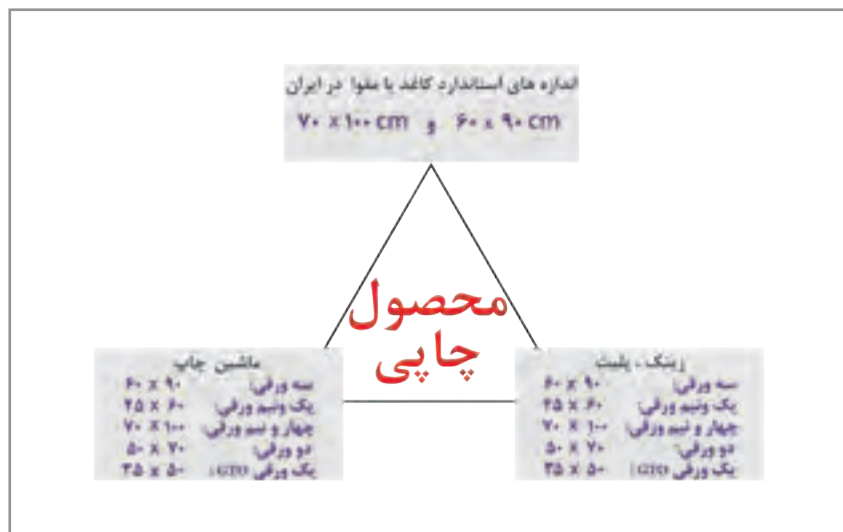 اندازه های استاندارد کاغذ یا مقوا در ایران
۶۰ x ۹۰ cm و ۷۰ x ۱۰۰ cm
محصول
چاپی
زینک ، پلیت
سه ورقی: ۶۰ x ۹۰
یک ونیم ورقی: ۴۵ x ۶۰
چهار و نیم ورقی: ۷۰ x ۱۰۰
دو ورقی: ۵۰ x ۷۰
یک ورقی GTO: ۳۵ x ۵۰
ماشین چاپ
سه ورقی: ۶۰ x ۹۰
یک ونیم ورقی: ۴۵ x ۶۰
چهار و نیم ورقی: ۷۰ x ۱۰۰
دو ورقی: ۵۰ x ۷۰
یک ورقی GTO: ۳۵ x ۵۰